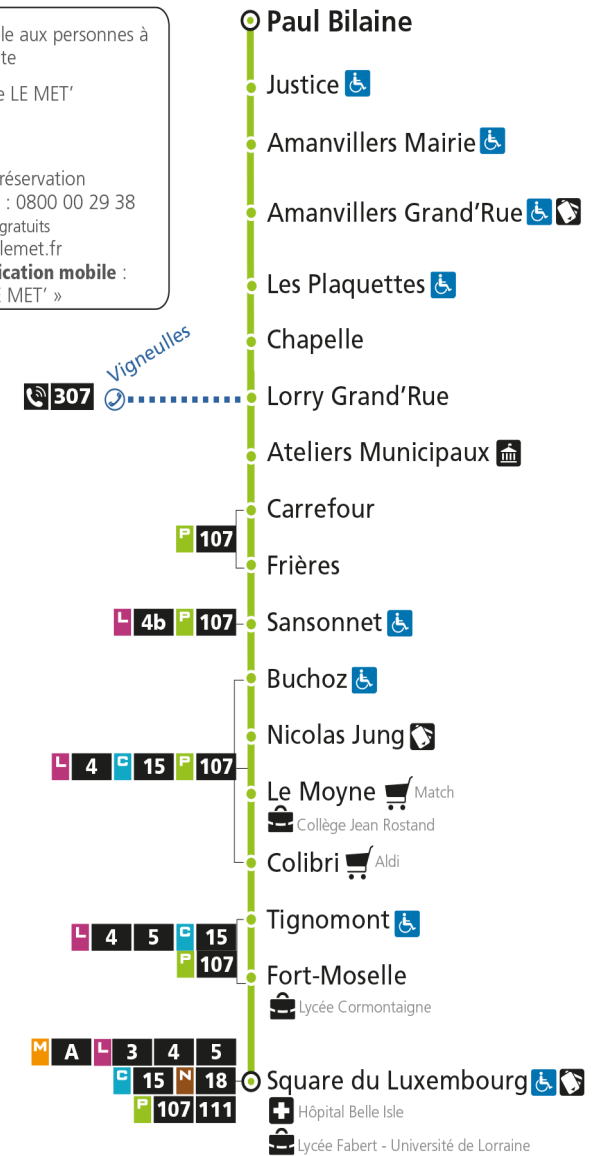 le aux personnes à
te
e LE MET'
réservation
: 0800 00 29 38
gratuits
lemet.fr
ication mobile :
E MET' »
Paul Bilaine
Justice
Amanvillers Mairie
Amanvillers Grand'Rue
Les Plaquettes
Chapelle
Vigneulles
307
Lorry Grand'Rue
Ateliers Municipaux
Carrefour
P 107
Frières
L 4b P 107
Sansonnet
Buchoz
Nicolas Jung
L 4 C 15 P 107
Le Moyne Match
Collège Jean Rostand
Colibri Aldi
Tignomont
L 4 5 C 15
P 107
Fort-Moselle
Lycée Cormontaigne
M A L 3 4 5
C 15 N 18
P 107 111
Square du Luxembourg
Hôpital Belle Isle
Lycée Fabert - Université de Lorraine